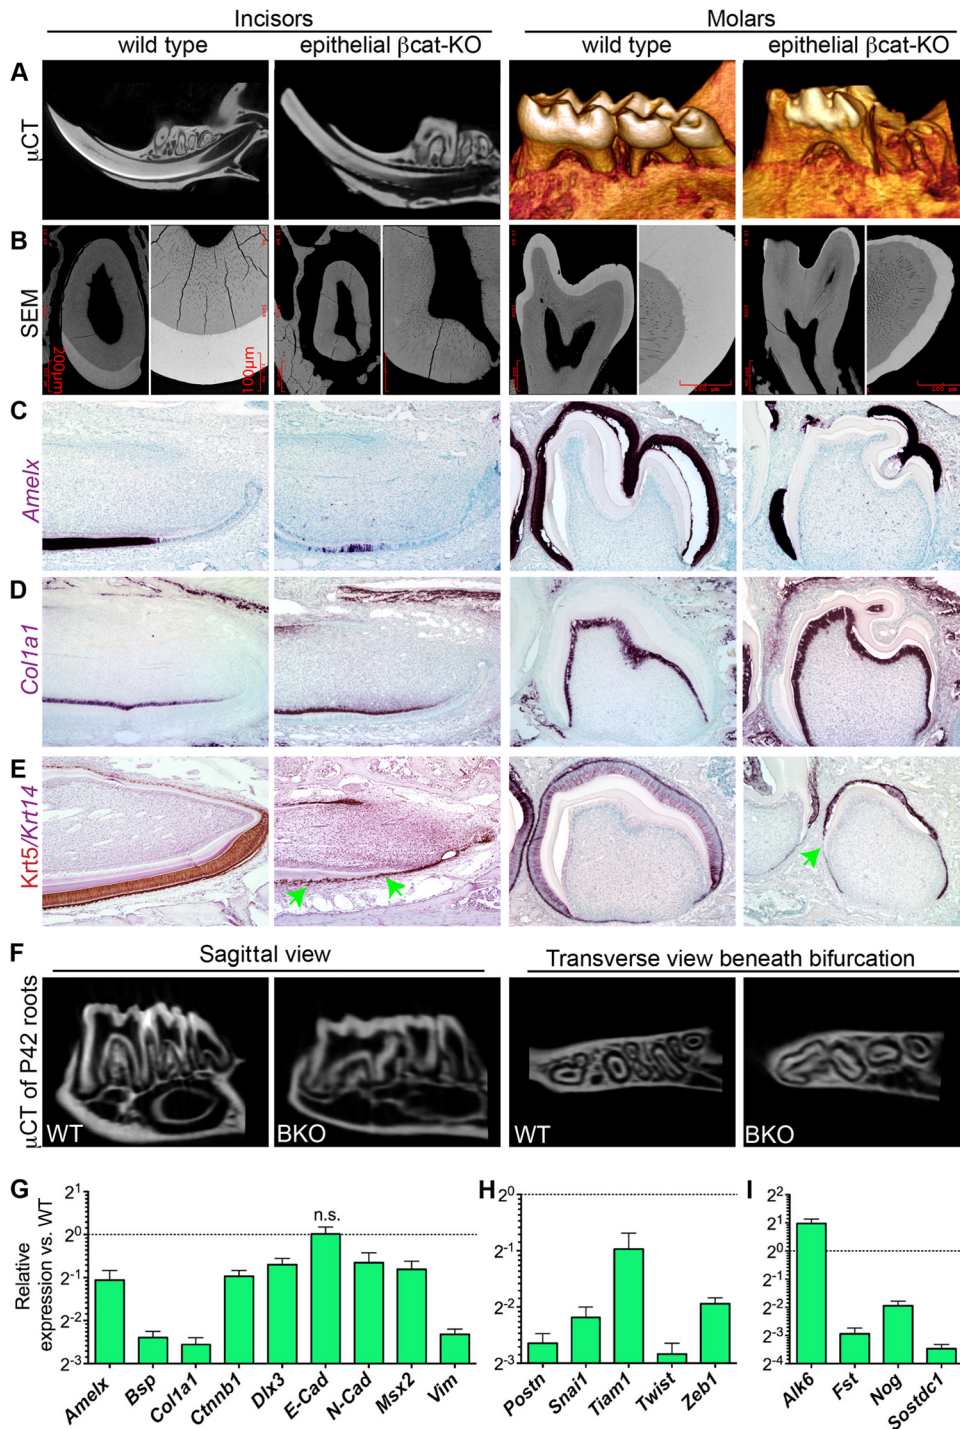 Incisors
Molars
wild type
epithelial βcat-KO
wild type
epithelial βcat-KO
A
μCT
B
SEM
200μm
100μm
100 μm
C
Amelx
D
Col1a1
E
Krt5/Krt14
F
Sagittal view
Transverse view beneath bifurcation
μCT of P42 roots
WT
BKO
WT
BKO
G
Relative
expression vs. WT
2¹
2⁰
2⁻¹
2⁻²
2⁻³
n.s.
Amelx
Bsp
Col1a1
Ctnnb1
Dlx3
E-Cad
N-Cad
Msx2
Vim
H
2⁰
2⁻¹
2⁻²
2⁻³
Postn
Snai1
Tiam1
Twist
Zeb1
I
2²
2¹
2⁰
2⁻¹
2⁻²
2⁻³
2⁻⁴
Alk6
Fst
Nog
Sostdc1